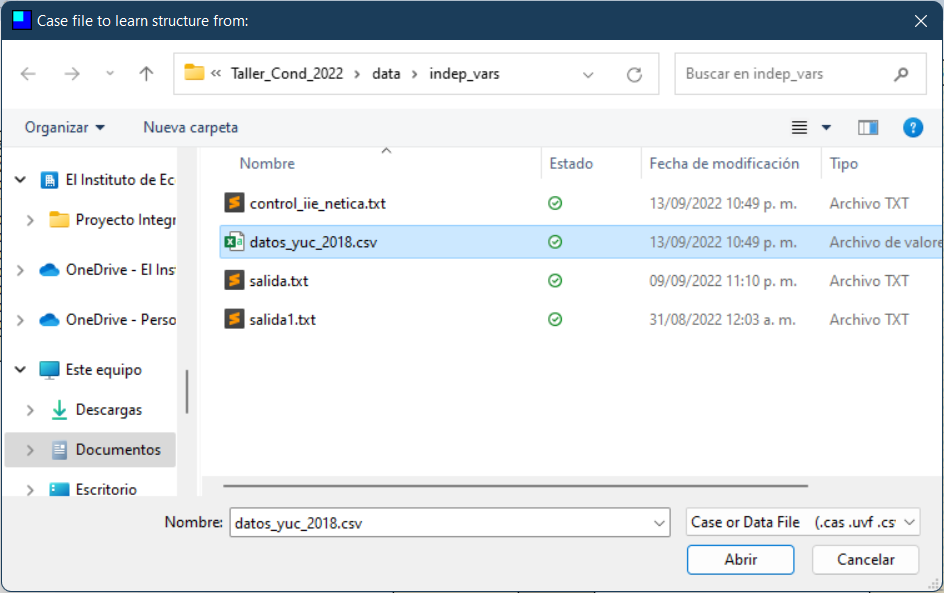 Case file to learn structure from:
« Taller_Cond_2022 > data > indep_vars
Buscar en indep_vars
Organizar
Nueva carpeta
Nombre Estado Fecha de modificación Tipo
El Instituto de Ec
Proyecto Integr
OneDrive - El Ins
OneDrive - Perso
Este equipo
Descargas
Documentos
Escritorio
control_iie_netica.txt 13/09/2022 10:49 p. m. Archivo TXT
datos_yuc_2018.csv 13/09/2022 10:49 p. m. Archivo de valore
salida.txt 09/09/2022 11:10 p. m. Archivo TXT
salida1.txt 31/08/2022 12:03 a. m. Archivo TXT
Nombre: datos_yuc_2018.csv
Case or Data File (.cas .uvf .cs
Abrir
Cancelar